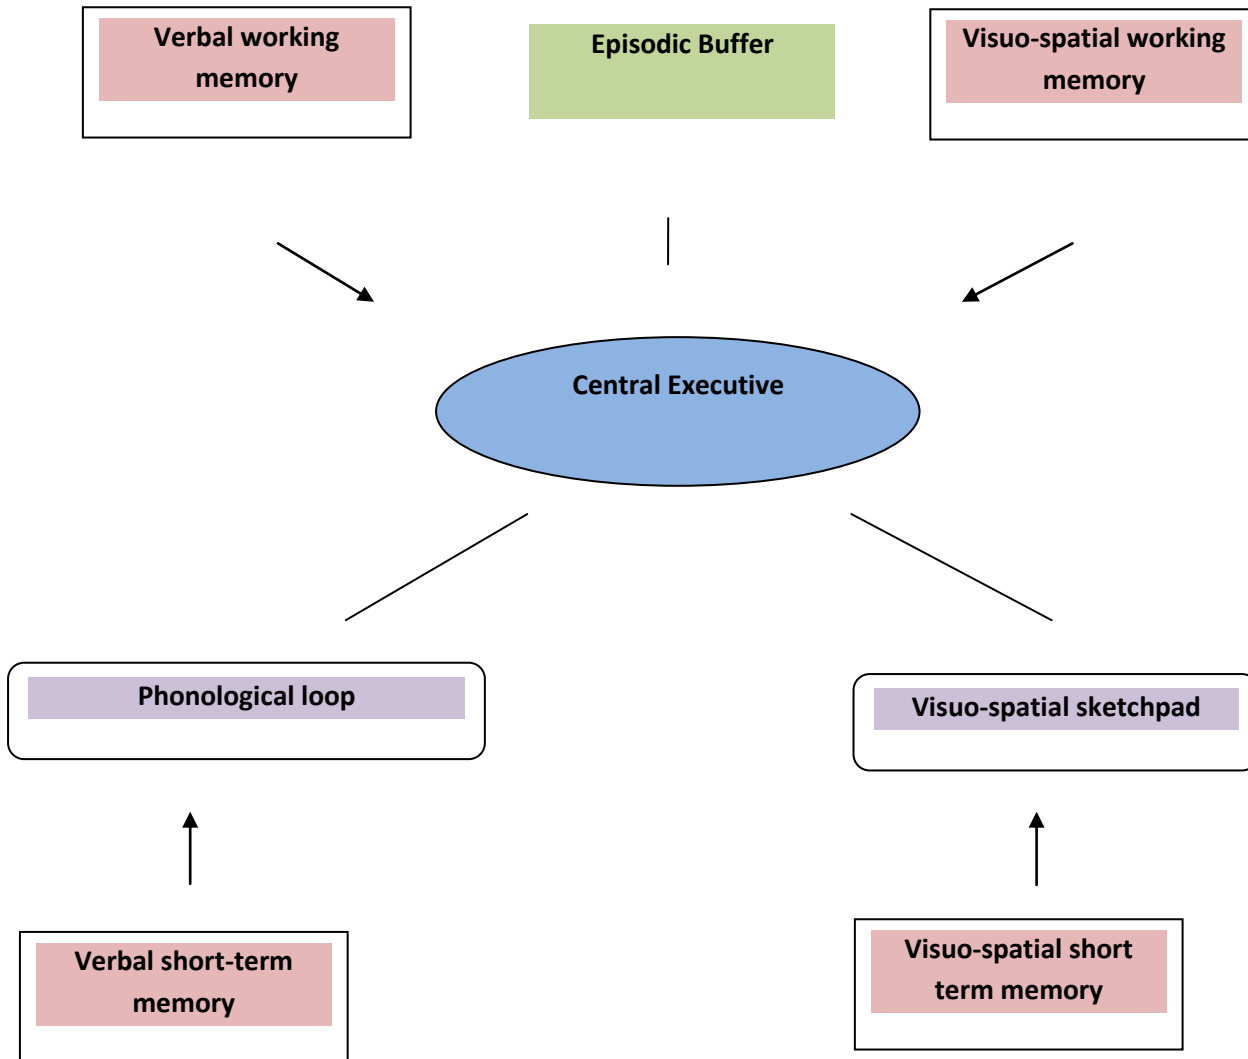 Verbal working
memory
Episodic Buffer
Visuo-spatial working
memory
Central Executive
Phonological loop
Visuo-spatial sketchpad
Verbal short-term
memory
Visuo-spatial short
term memory